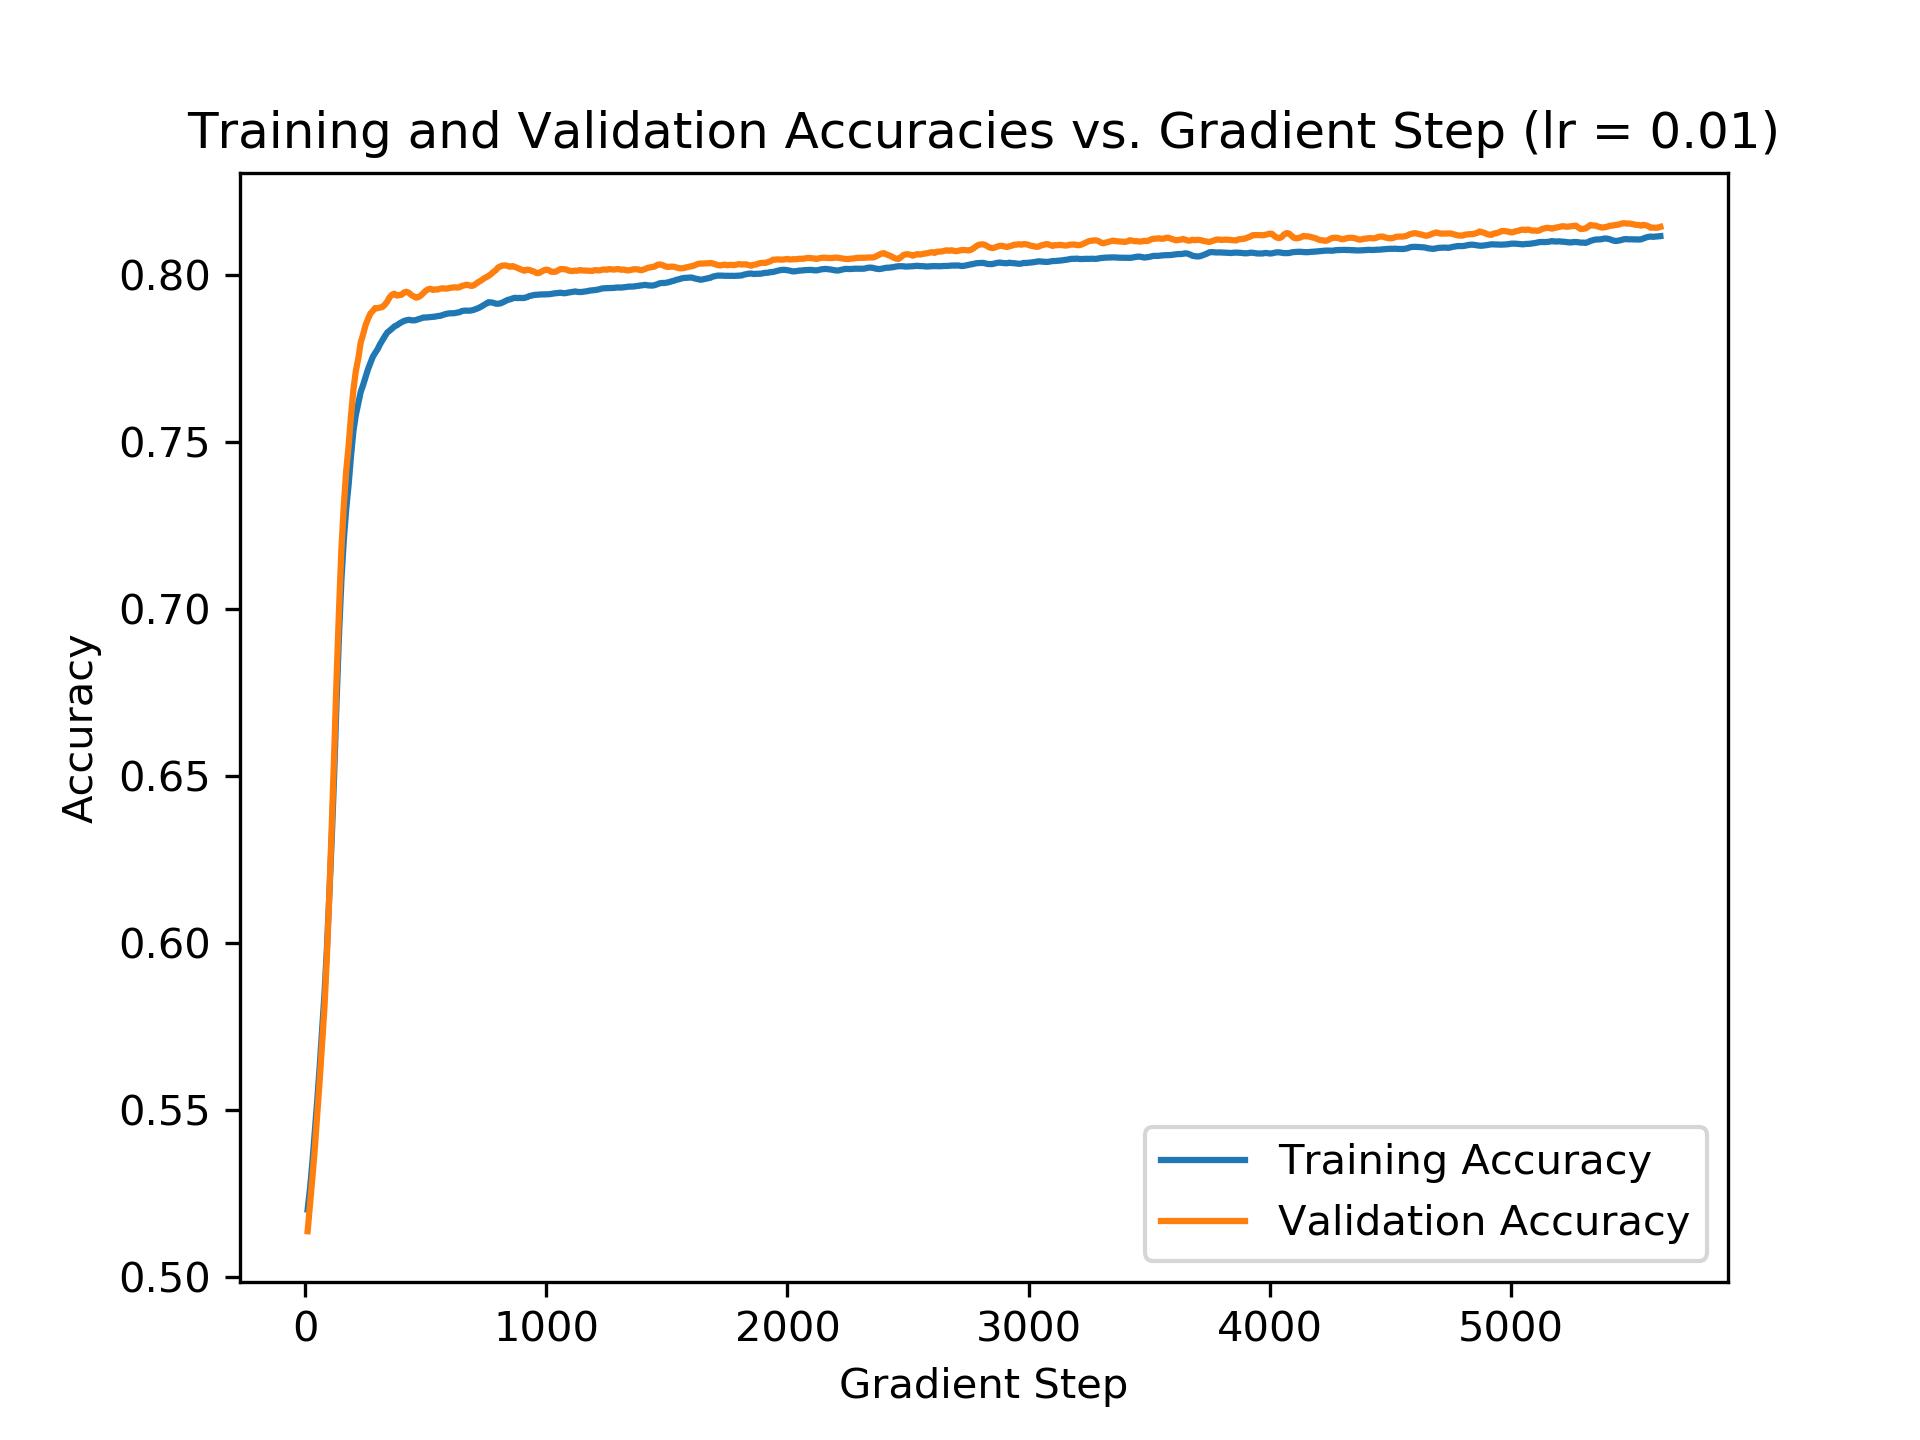 Training and Validation Accuracies vs. Gradient Step (lr = 0.01)
0.80
0.75
0.70
0.65
0.60
0.55
0.50
Accuracy
Training Accuracy
Validation Accuracy
0 1000 2000 3000 4000 5000
Gradient Step